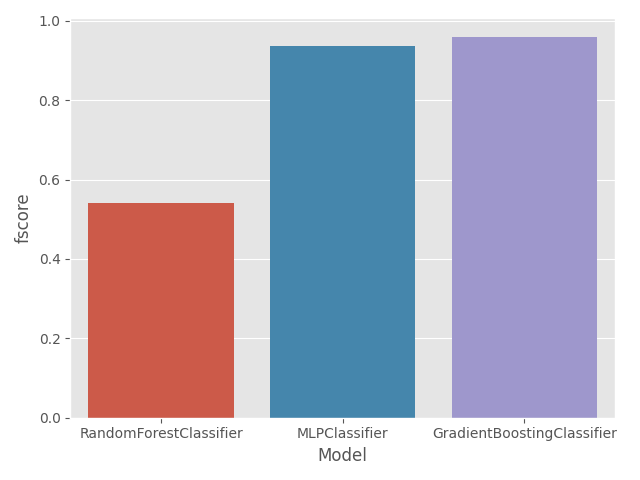 1.0
0.8
0.6
0.4
0.2
0.0
fscore
RandomForestClassifier
MLPClassifier
GradientBoostingClassifier
Model